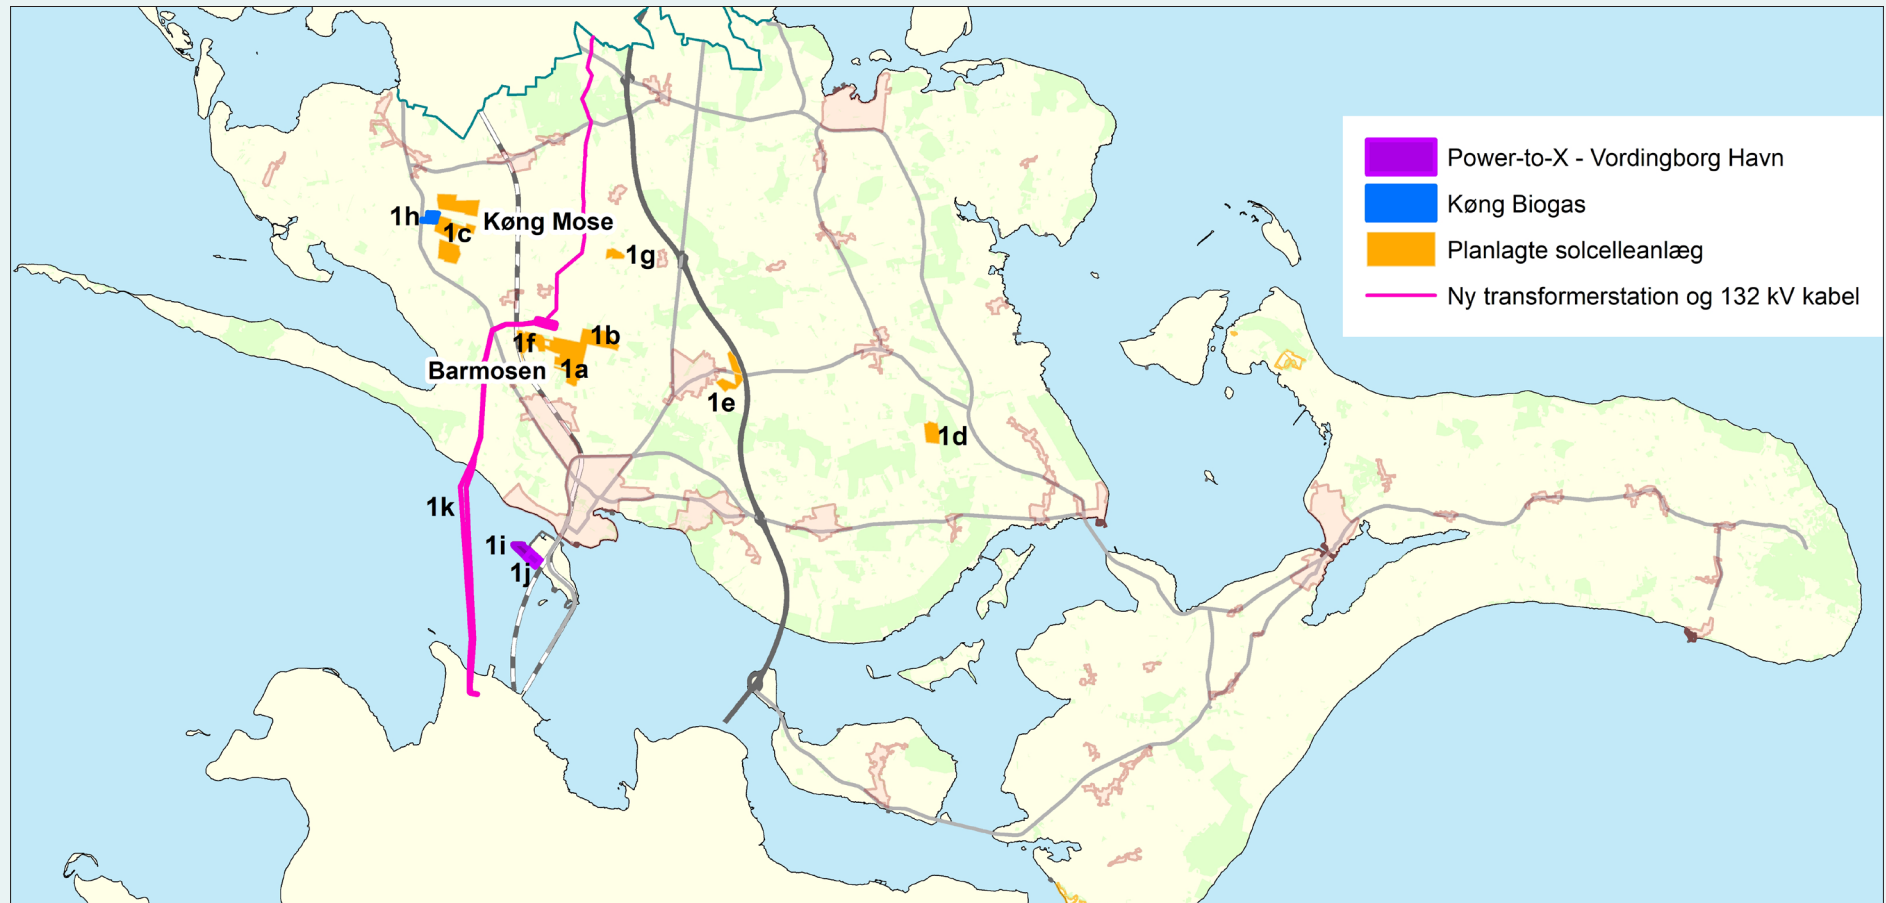 Power-to-X - Vordingborg Havn
Køng Biogas
Planlagte solcelleanlæg
Ny transformerstation og 132 kV kabel
1h
Køng Mose
1c
1g
1f
1b
Barmosen
1a
1e
1d
1k
1i
1j